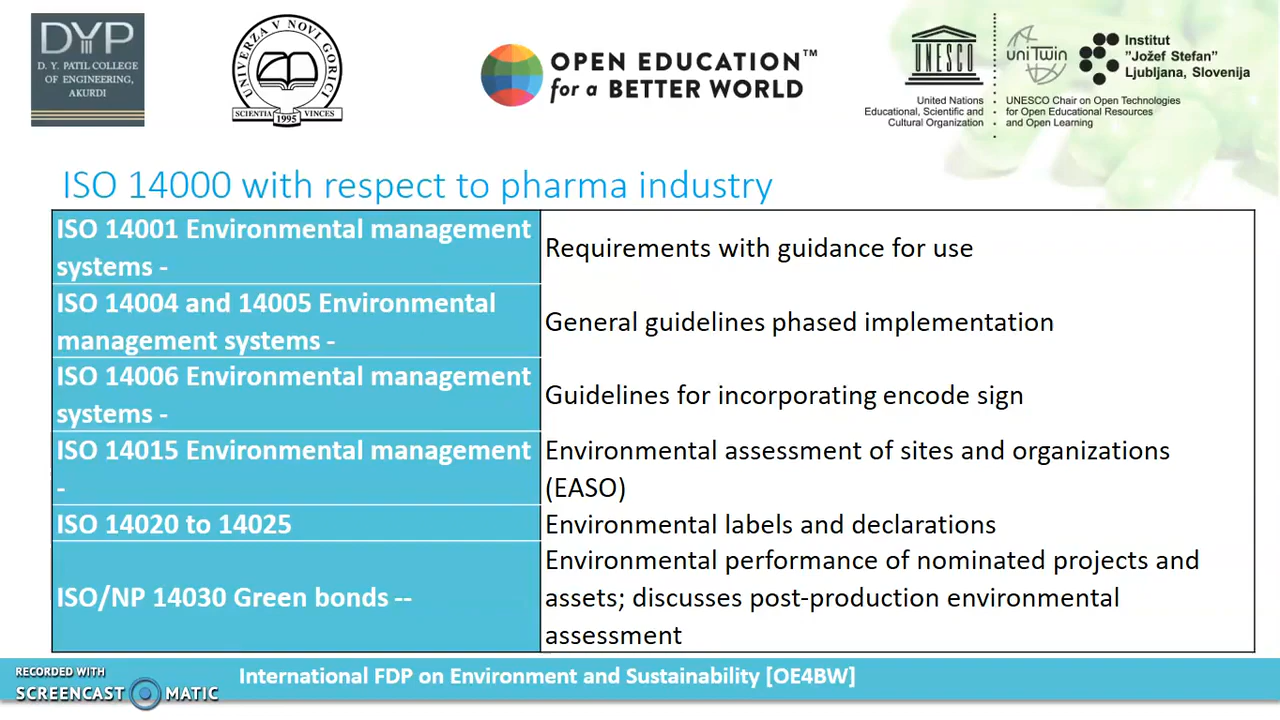 DYP
D. Y. PATIL COLLEGE
OF ENGINEERING,
AKURDI
UNIVERZA V NOVI GORICI
SCIENTIA VINCES
1995
OPEN EDUCATION™
for a BETTER WORLD
UNESCO
United Nations
Educational, Scientific and
Cultural Organization
uniTwin
Institut
"Jožef Stefan"
Ljubljana, Slovenija
UNESCO Chair on Open Technologies
for Open Educational Resources
and Open Learning
ISO 14000 with respect to pharma industry
ISO 14001 Environmental management
systems -
Requirements with guidance for use
ISO 14004 and 14005 Environmental
management systems -
General guidelines phased implementation
ISO 14006 Environmental management
systems -
Guidelines for incorporating encode sign
ISO 14015 Environmental management
-
Environmental assessment of sites and organizations
(EASO)
ISO 14020 to 14025
Environmental labels and declarations
ISO/NP 14030 Green bonds --
Environmental performance of nominated projects and
assets; discusses post-production environmental
assessment
RECORDED WITH
SCREENCAST MATIC
International FDP on Environment and Sustainability [OE4BW]